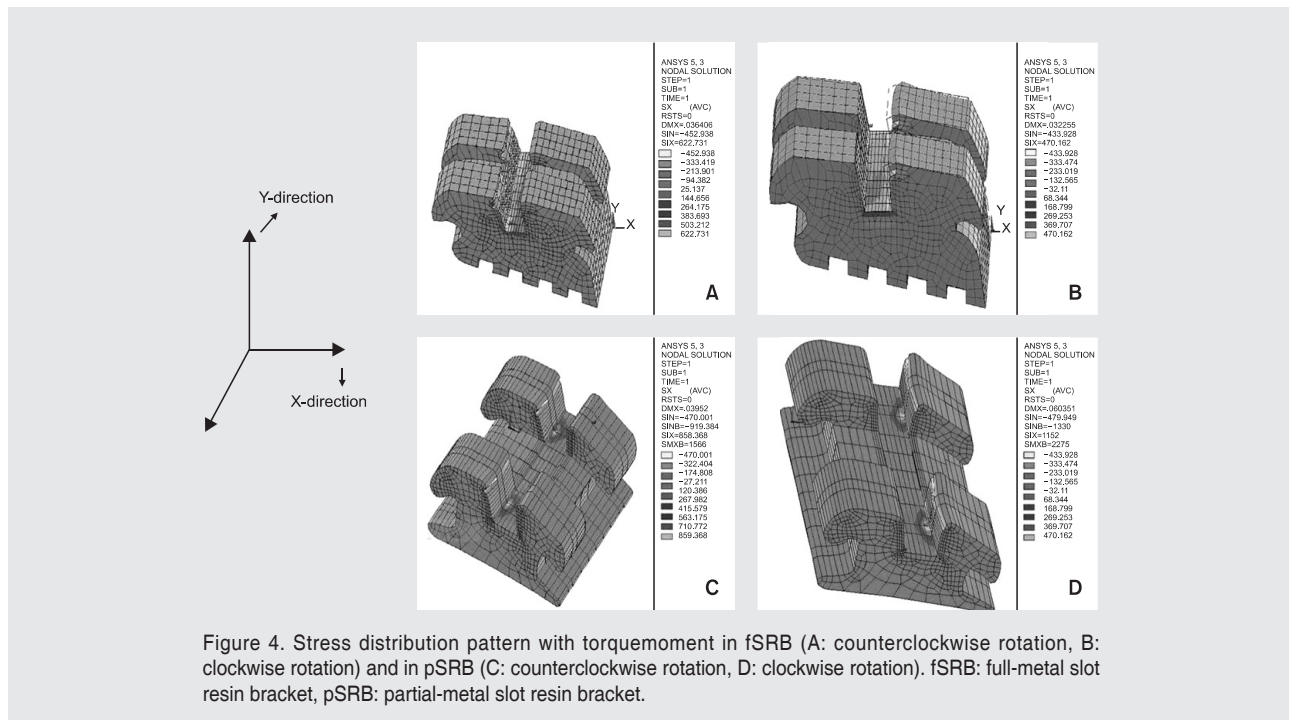 Y-direction
X-direction
ANSYS 5, 3
NODAL SOLUTION
STEP=1
SUB=1
TIME=1
SX (AVC)
RSTS=0
DMX=.036406
SIN=−452.938
SIX=622.731
−452.938
−333.419
−213.901
−94.382
25.137
144.656
264.175
383.693
503.212
622.731
Y
X
A
ANSYS 5, 3
NODAL SOLUTION
STEP=1
SUB=1
TIME=1
SX (AVC)
RSTS=0
DMX=.032255
SIN=−433.928
SIX=470.162
−433.928
−333.474
−233.019
−132.565
−32.11
68.344
168.799
269.253
369.707
470.162
Y
X
B
ANSYS 5, 3
NODAL SOLUTION
STEP=1
SUB=1
TIME=1
SX (AVC)
RSTS=0
DMX=.03952
SIN=−470.001
SINB=−919.384
SIX=858.368
SMXB=1566
−470.001
−322.404
−174.808
−27.211
120.386
267.982
415.579
563.175
710.772
859.368
C
ANSYS 5, 3
NODAL SOLUTION
STEP=1
SUB=1
TIME=1
SX (AVC)
RSTS=0
DMX=.060351
SIN=−479.949
SINB=−1330
SIX=1152
SMXB=2275
−433.928
−333.474
−233.019
−132.565
−32.11
68.344
168.799
269.253
369.707
470.162
D
Figure 4. Stress distribution pattern with torquemoment in fSRB (A: counterclockwise rotation, B:
clockwise rotation) and in pSRB (C: counterclockwise rotation, D: clockwise rotation). fSRB: full-metal slot
resin bracket, pSRB: partial-metal slot resin bracket.